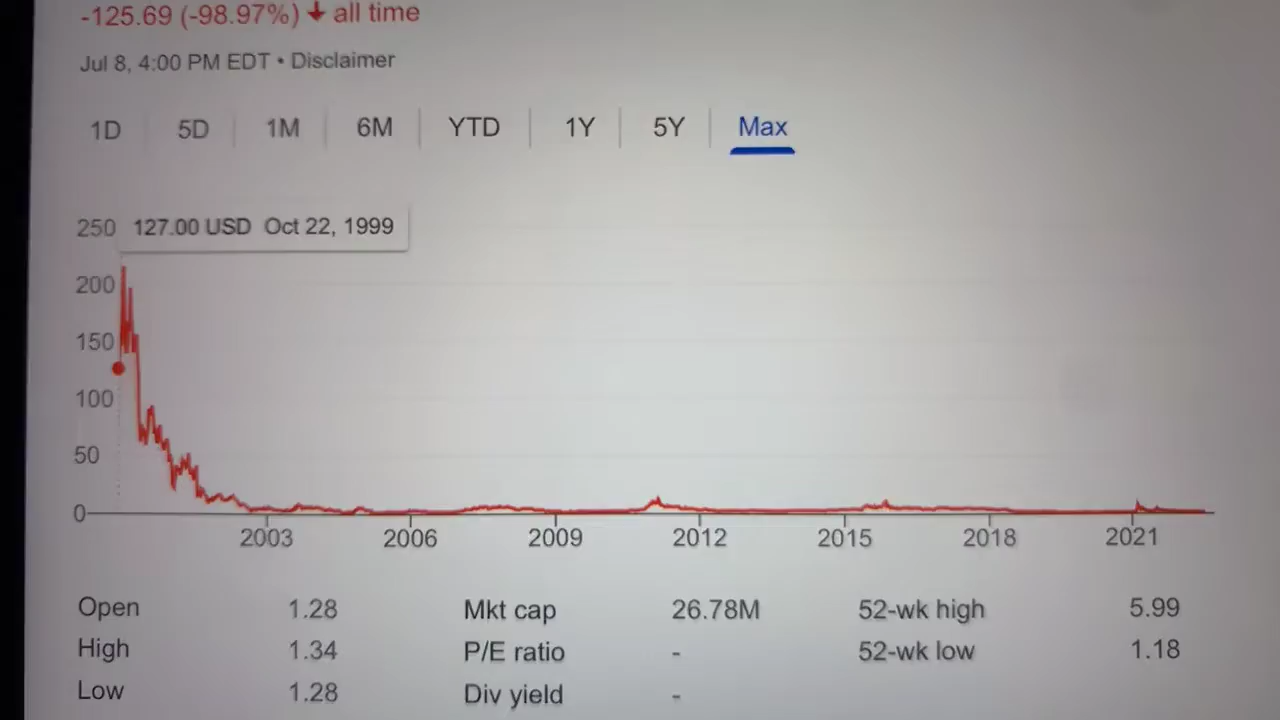 -125.69 (-98.97%) ↓ all time
Jul 8, 4:00 PM EDT • Disclaimer
1D 5D 1M 6M YTD 1Y 5Y Max
250 127.00 USD Oct 22, 1999
200
150
100
50
0
2003 2006 2009 2012 2015 2018 2021
Open 1.28 Mkt cap 26.78M 52-wk high 5.99
High 1.34 P/E ratio - 52-wk low 1.18
Low 1.28 Div yield -